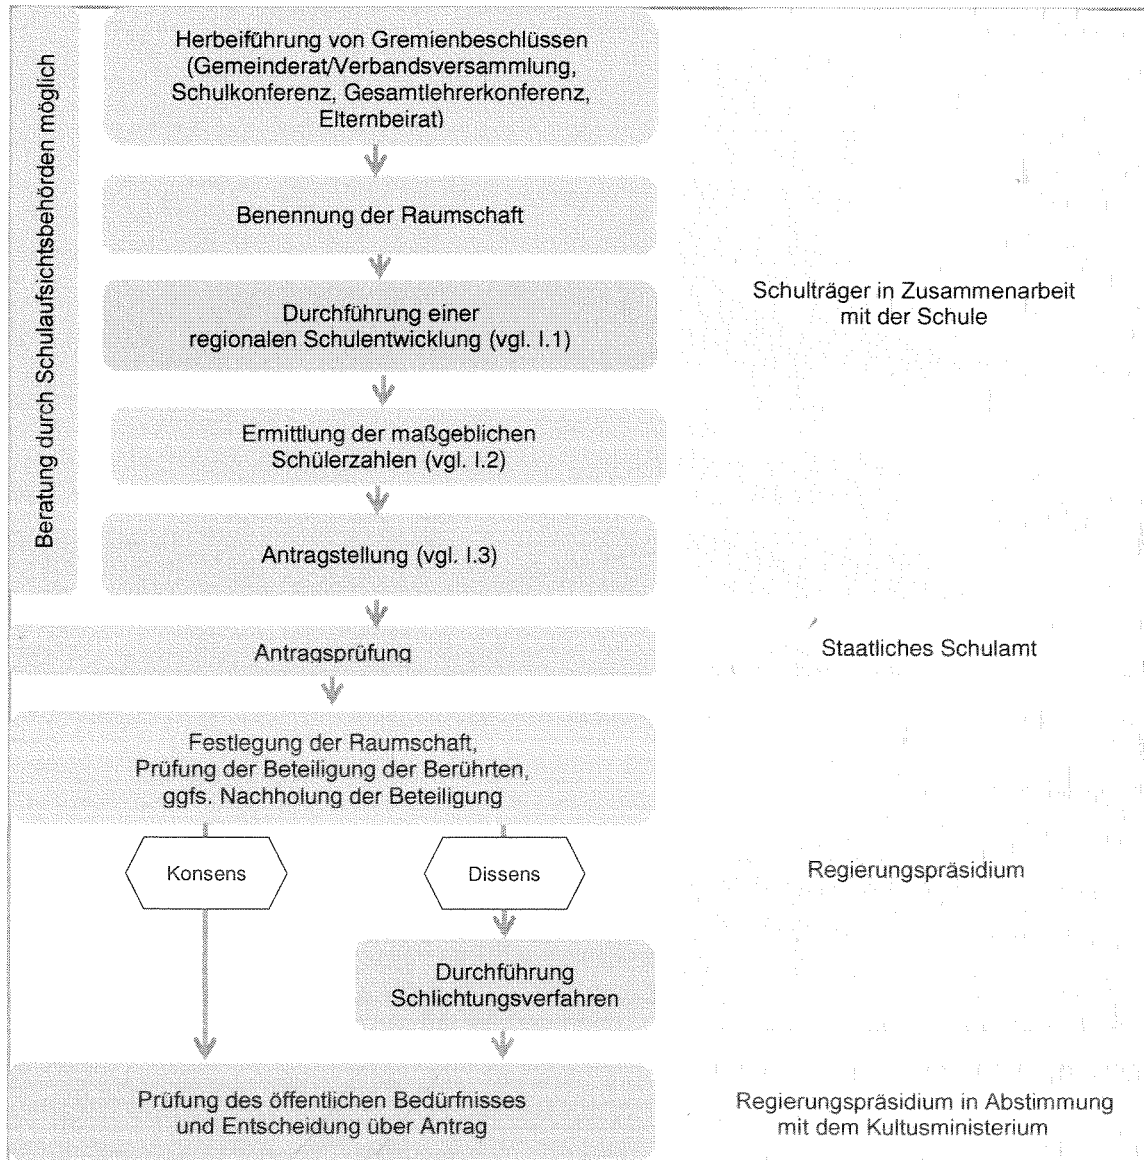 Beratung durch Schulaufsichtsbehörden möglich
Herbeiführung von Gremienbeschlüssen
(Gemeinderat/Verbandsversammlung,
Schulkonferenz, Gesamtlehrerkonferenz,
Elternbeirat)
Benennung der Raumschaft
Durchführung einer
regionalen Schulentwicklung (vgl. I.1)
Schulträger in Zusammenarbeit
mit der Schule
Ermittlung der maßgeblichen
Schülerzahlen (vgl. I.2)
Antragstellung (vgl. I.3)
Antragsprüfung
Staatliches Schulamt
Festlegung der Raumschaft,
Prüfung der Beteiligung der Berührten,
ggfs. Nachholung der Beteiligung
Konsens
Dissens
Regierungspräsidium
Durchführung
Schlichtungsverfahren
Prüfung des öffentlichen Bedürfnisses
und Entscheidung über Antrag
Regierungspräsidium in Abstimmung
mit dem Kultusministerium